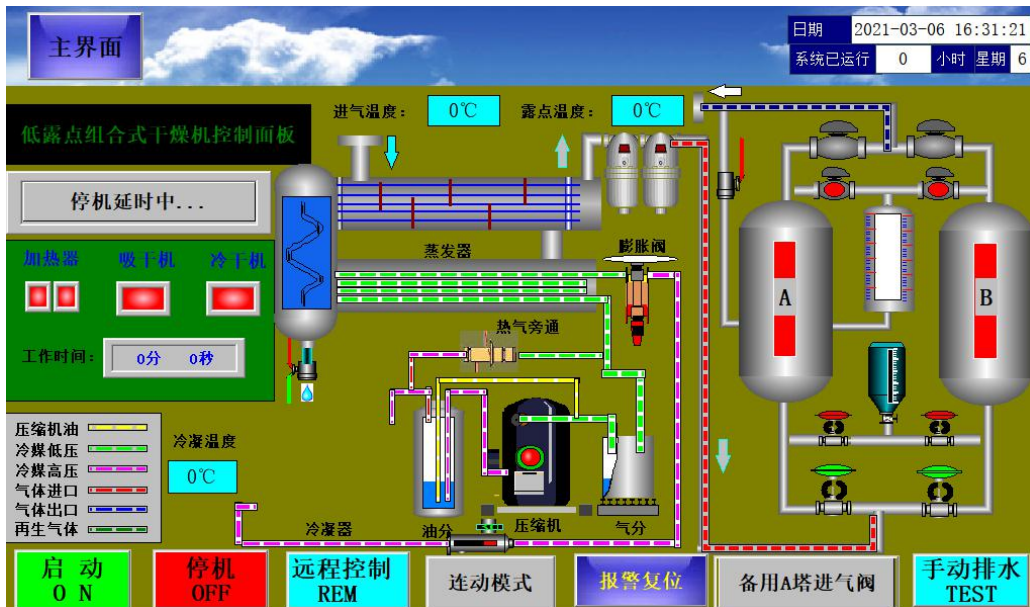 主界面
日期 2021-03-06 16:31:21
系统已运行 0 小时 星期 6
低露点组合式干燥机控制面板
进气温度： 0℃ 露点温度： 0℃
停机延时中...
蒸发器
膨胀阀
加热器 吸干机 冷干机
A
B
热气旁通
工作时间： 0分 0秒
压缩机油
冷媒低压
冷媒高压
气体进口
气体出口
再生气体
冷凝温度
0℃
冷凝器
油分
压缩机
气分
启 动
O N
停机
OFF
远程控制
REM
连动模式
报警复位
备用A塔进气阀
手动排水
TEST